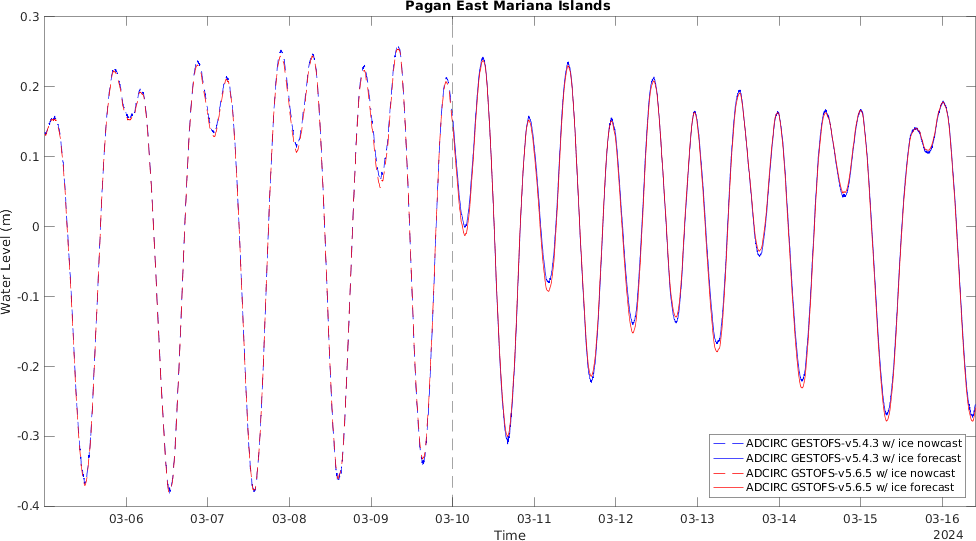 Pagan East Mariana Islands
0.3
0.2
0.1
0
-0.1
-0.2
-0.3
-0.4
Water Level (m)
ADCIRC GESTOFS-v5.4.3 w/ ice nowcast
ADCIRC GESTOFS-v5.4.3 w/ ice forecast
ADCIRC GSTOFS-v5.6.5 w/ ice nowcast
ADCIRC GSTOFS-v5.6.5 w/ ice forecast
03-06 03-07 03-08 03-09 03-10 03-11 03-12 03-13 03-14 03-15 03-16
Time
2024